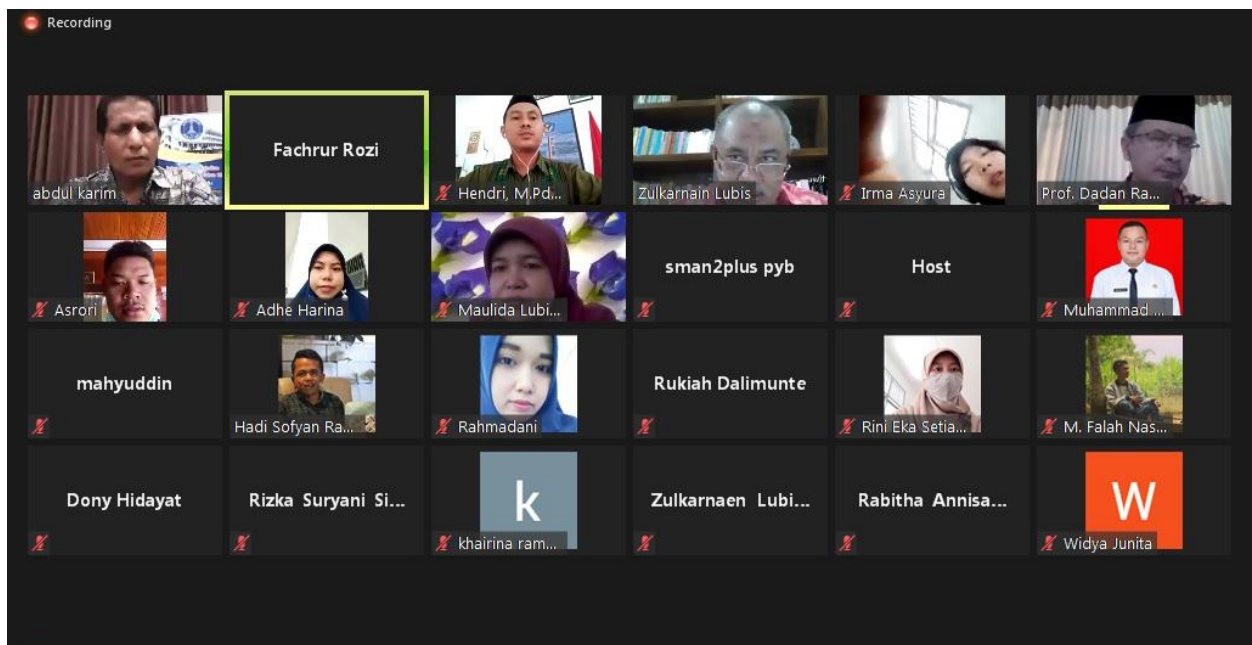 Recording
abdul karim
Fachrur Rozi
Hendri, M.Pd...
Zulkarnain Lubis
Irma Asyura
Prof. Dadan Ra...
Asrori
Adhe Harina
Maulida Lubi...
sman2plus pyb
Host
Muhammad ...
mahyuddin
Hadi Sofyan Ra...
Rahmadani
Rukiah Dalimunte
Rini Eka Setia...
M. Falah Nas...
Dony Hidayat
Rizka Suryani Si...
k
khairina ram...
Zulkarnaen Lubi...
Rabitha Annisa...
W
Widya Junita